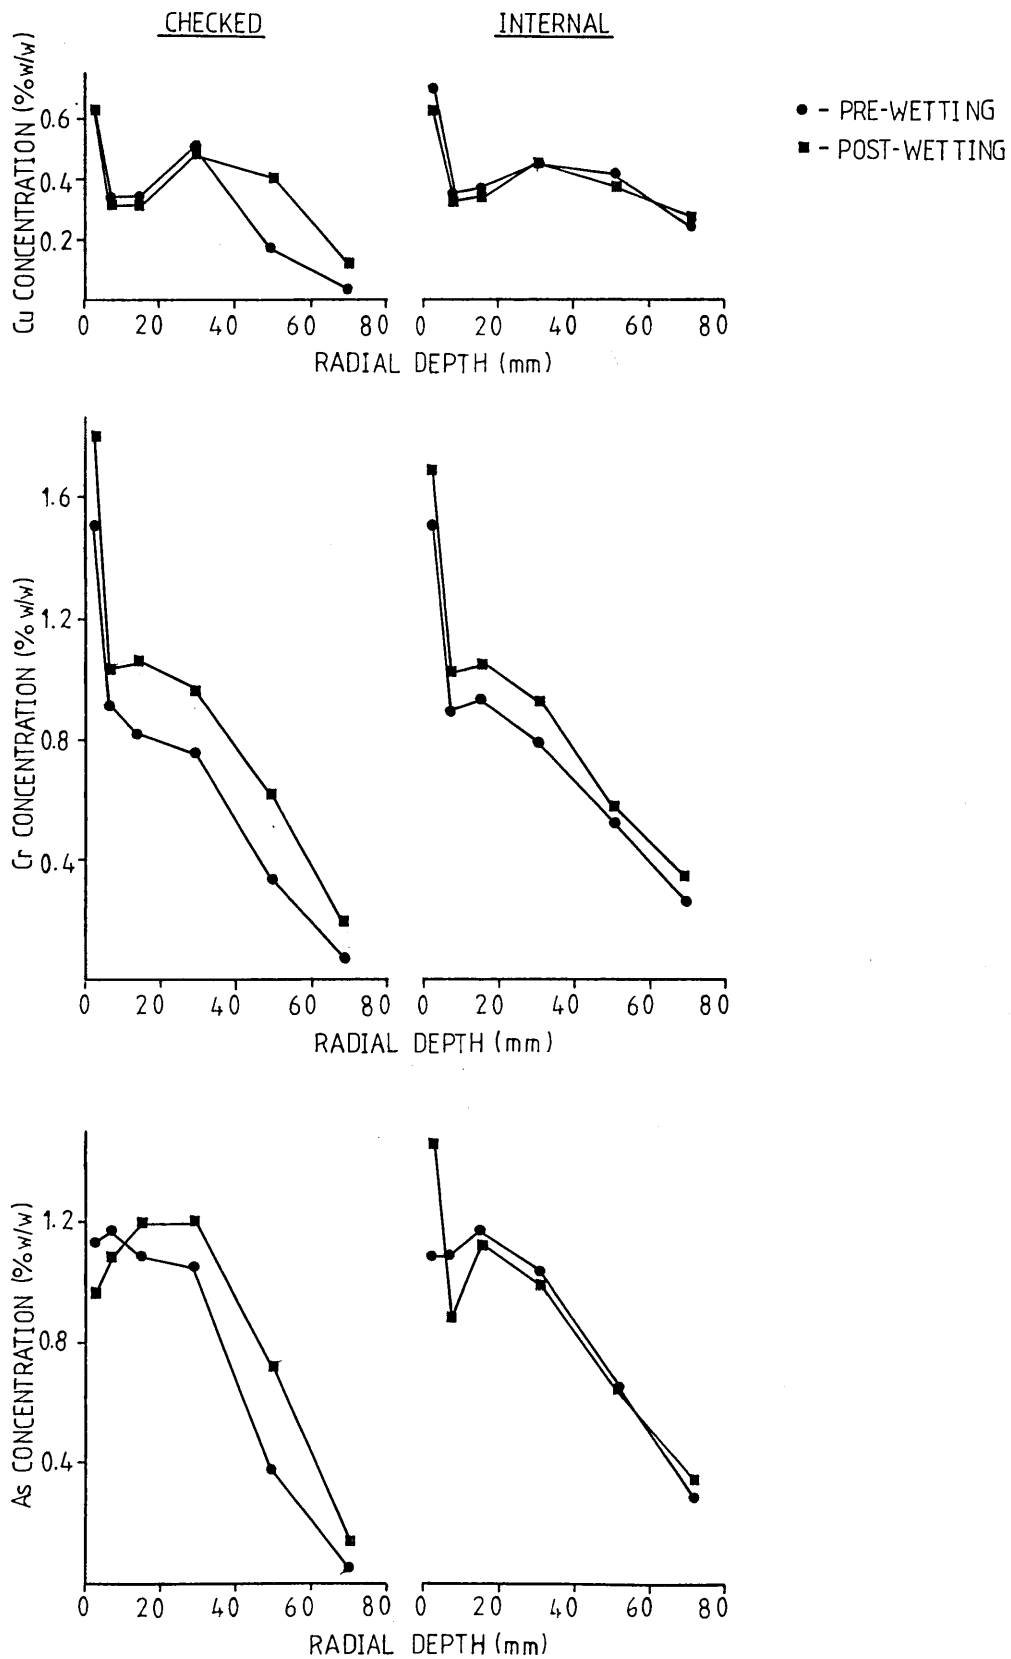 CHECKED
INTERNAL
● - PRE-WETTING
■ - POST-WETTING
Cu CONCENTRATION (%w/w)
0.6
0.4
0.2
0 20 40 60 80
0 20 40 60 80
RADIAL DEPTH (mm)
Cr CONCENTRATION (% w/w)
1.6
1.2
0.8
0.4
0 20 40 60 80
0 20 40 60 80
RADIAL DEPTH (mm)
As CONCENTRATION (%w/w)
1.2
0.8
0.4
0 20 40 60 80
0 20 40 60 80
RADIAL DEPTH (mm)